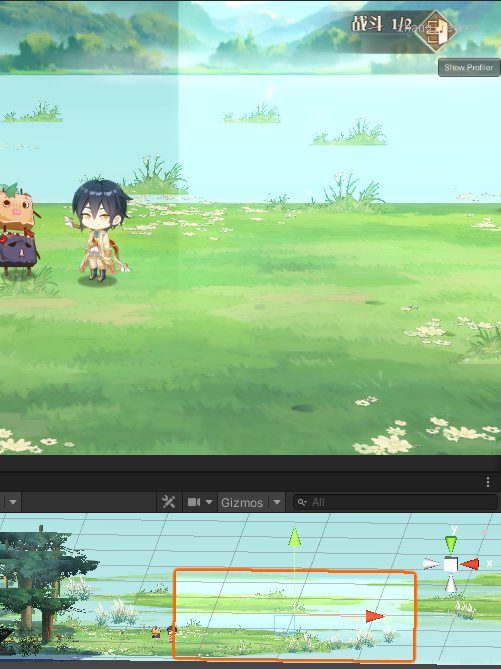 战斗 1/2
Show Profiler
Gizmos
All
y
x